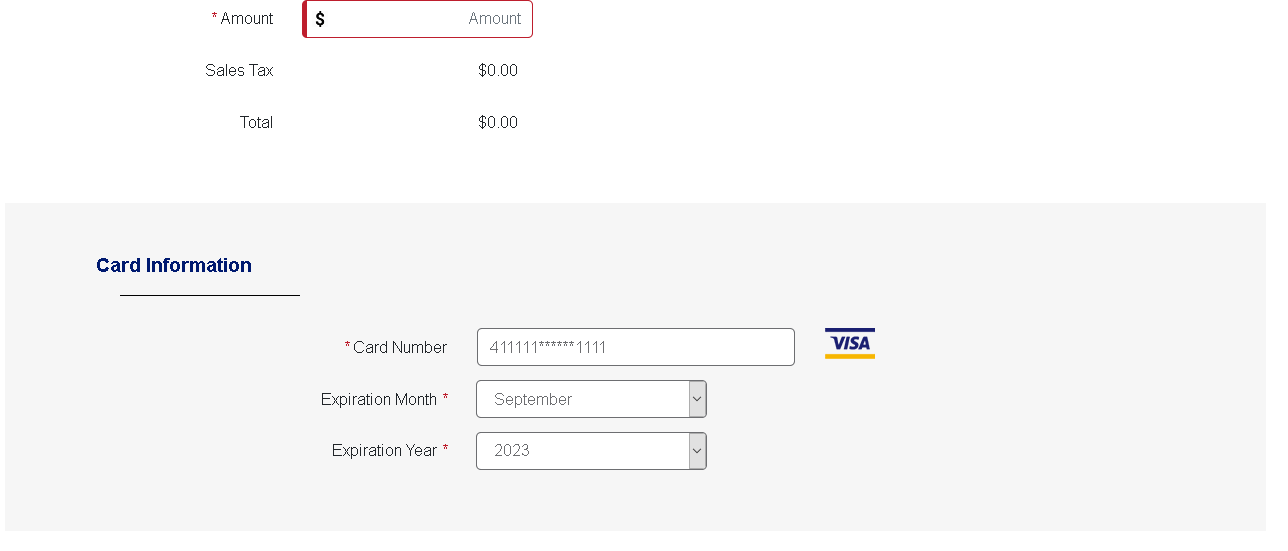 * Amount $ Amount
Sales Tax $0.00
Total $0.00
Card Information
* Card Number 411111******1111 VISA
Expiration Month * September
Expiration Year * 2023